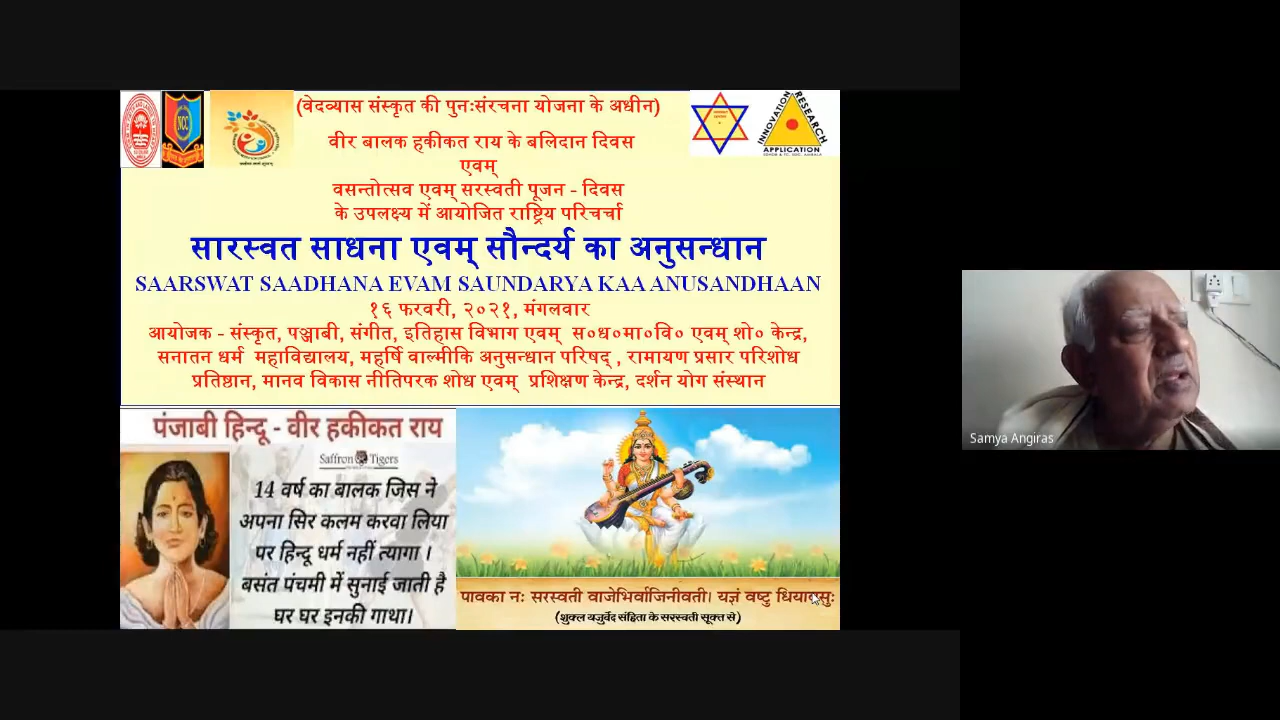 (वेदव्यास संस्कृत की पुनःसंरचना योजना के अधीन)
वीर बालक हकीकत राय के बलिदान दिवस
एवम्
वसन्तोत्सव एवम् सरस्वती पूजन - दिवस
के उपलक्ष्य में आयोजित राष्ट्रिय परिचर्चा
सारस्वत साधना एवम् सौन्दर्य का अनुसन्धान
SAARSWAT SAADHANA EVAM SAUNDARYA KAA ANUSANDHAAN
१६ फरवरी, २०२१, मंगलवार
आयोजक - संस्कृत, पञ्जाबी, संगीत, इतिहास विभाग एवम् स०ध०मा०वि० एवम् शो० केन्द्र,
सनातन धर्म महाविद्यालय, महर्षि वाल्मीकि अनुसन्धान परिषद् , रामायण प्रसार परिशोध
प्रतिष्ठान, मानव विकास नीतिपरक शोध एवम् प्रशिक्षण केन्द्र, दर्शन योग संस्थान
NCC
INNOVATION
RESEARCH
APPLICATION
पंजाबी हिन्दू - वीर हकीकत राय
Saffron Tigers
14 वर्ष का बालक जिस ने
अपना सिर कलम करवा लिया
पर हिन्दू धर्म नहीं त्यागा ।
बसंत पंचमी में सुनाई जाती है
घर घर इनकी गाथा।
पावका नः सरस्वती वाजेभिर्वाजिनीवती। यज्ञं वष्टु धियावसुः
(शुक्ल यजुर्वेद संहिता के सरस्वती सूक्त से)
Samya Angiras